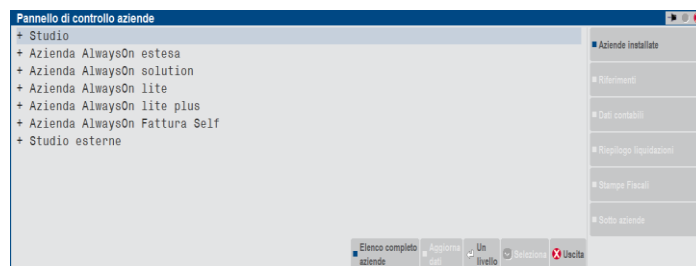 Pannello di controllo aziende
+ Studio
+ Azienda AlwaysOn estesa
+ Azienda AlwaysOn solution
+ Azienda AlwaysOn lite
+ Azienda AlwaysOn lite plus
+ Azienda AlwaysOn Fattura Self
+ Studio esterne
Aziende installate
Riferimenti
Dati contabili
Riepilogo liquidazioni
Stampe Fiscali
Sotto aziende
Elenco completo aziende
Aggiorna dati
Un livello
Seleziona
Uscita